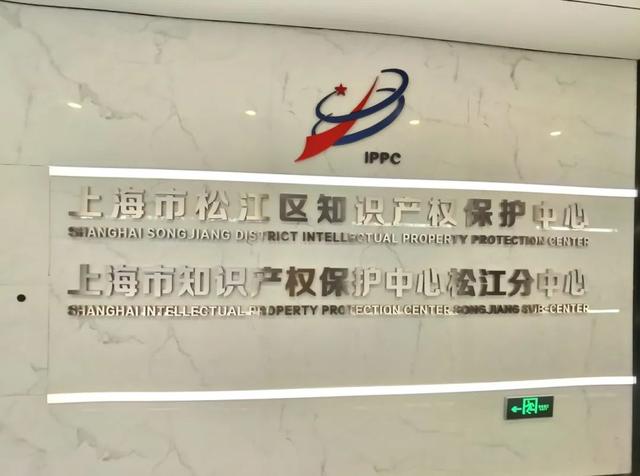 IPPC
上海市松江区知识产权保护中心
SHANGHAI SONGJIANG DISTRICT INTELLECTUAL PROPERTY PROTECTION CENTER
上海市知识产权保护中心松江分中心
SHANGHAI INTELLECTUAL PROPERTY PROTECTION CENTER SONGJIANG SUB-CENTER